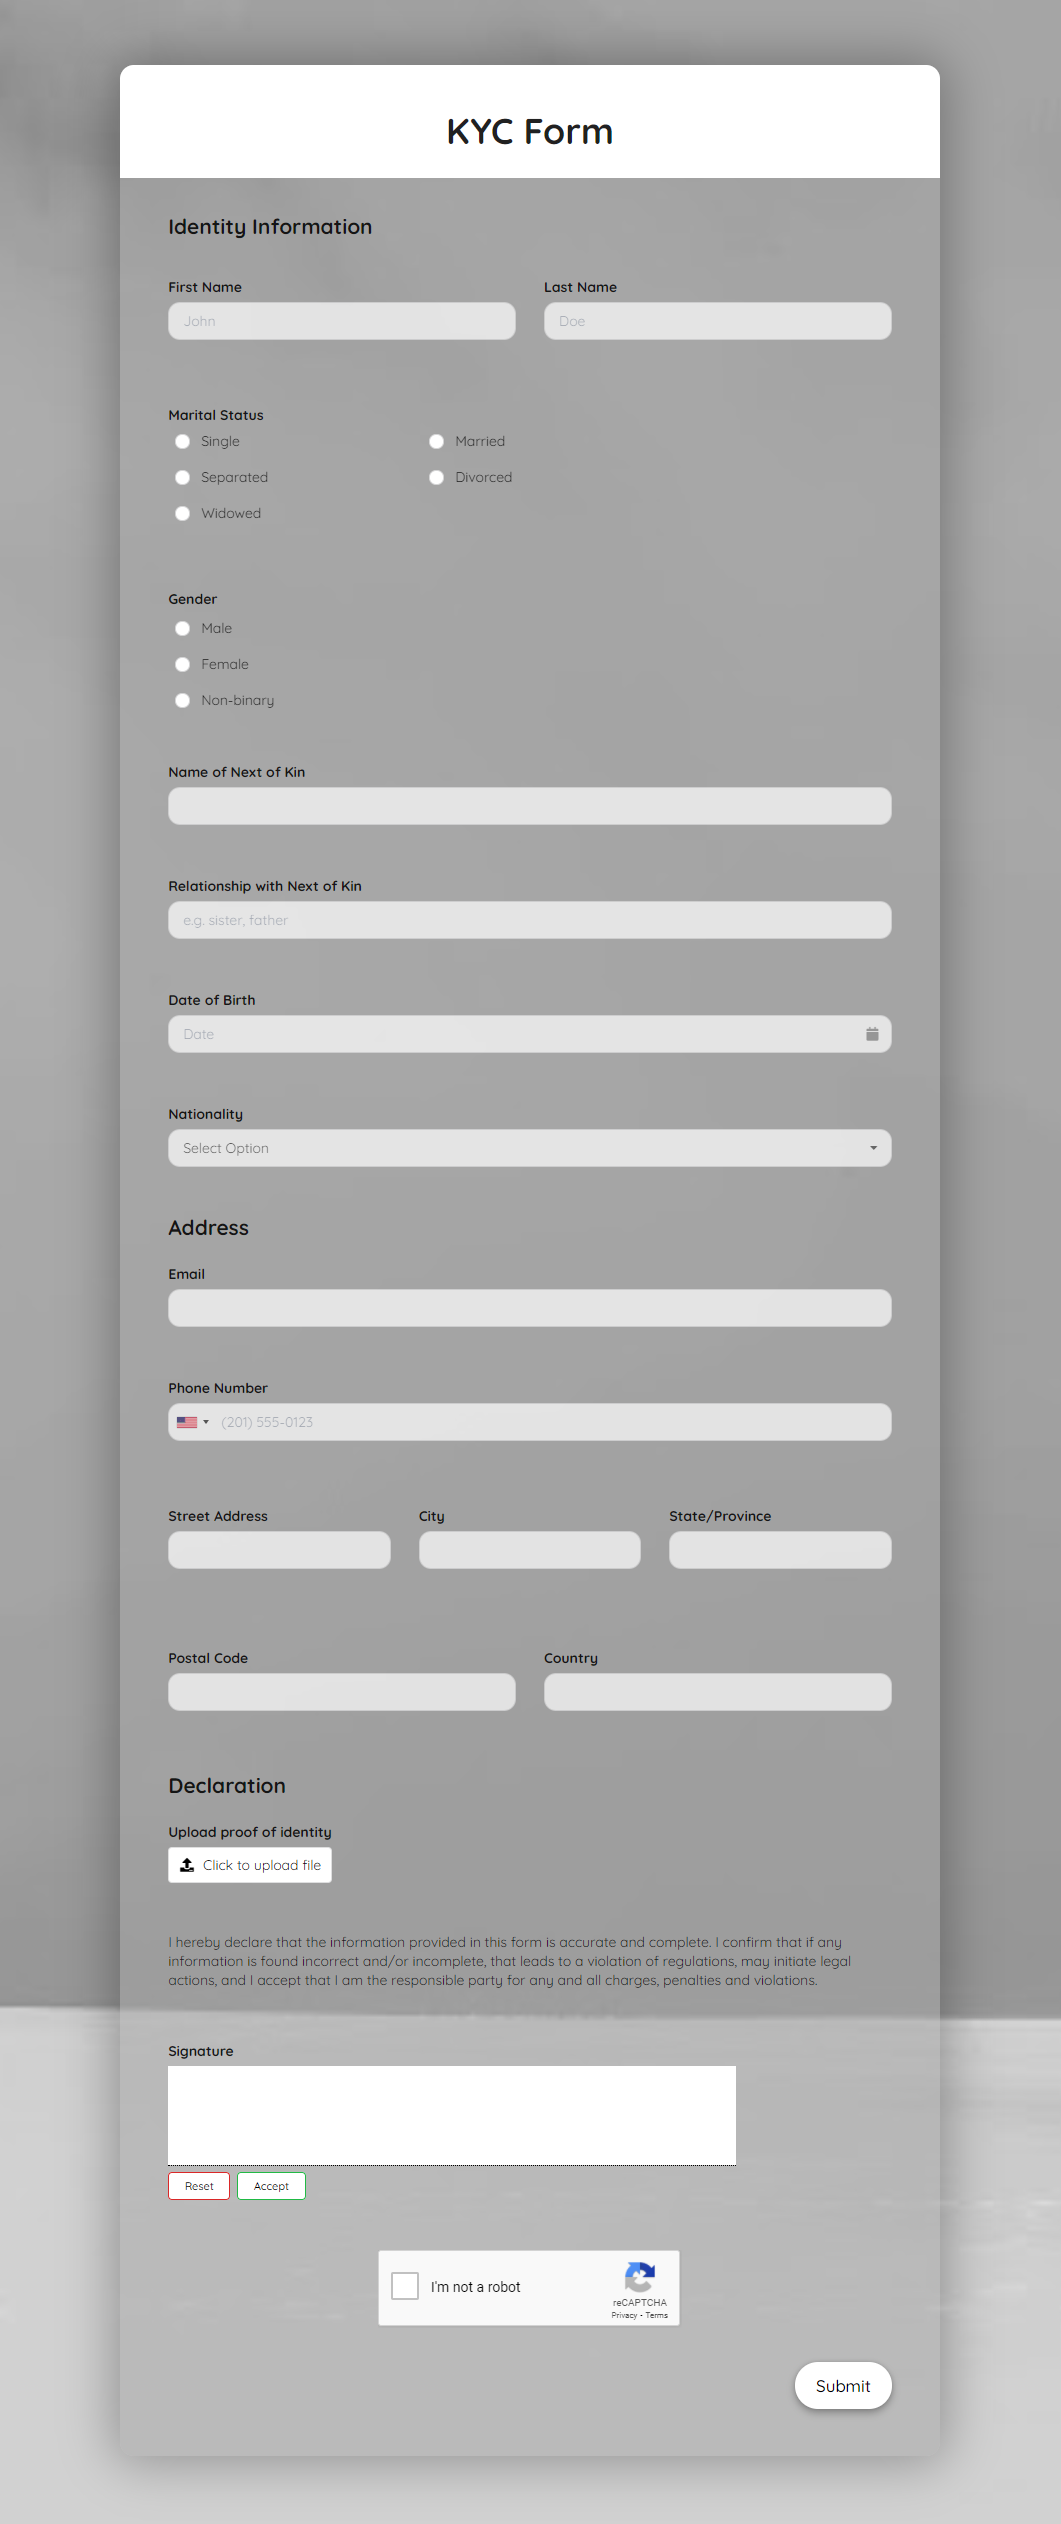 KYC Form
Identity Information
First Name
Last Name
John
Doe
Marital Status
Single
Married
Separated
Divorced
Widowed
Gender
Male
Female
Non-binary
Name of Next of Kin
Relationship with Next of Kin
e.g. sister, father
Date of Birth
Date
Nationality
Select Option
Address
Email
Phone Number
(201) 555-0123
Street Address
City
State/Province
Postal Code
Country
Declaration
Upload proof of identity
Click to upload file
I hereby declare that the information provided in this form is accurate and complete. I confirm that if any
information is found incorrect and/or incomplete, that leads to a violation of regulations, may initiate legal
actions, and I accept that I am the responsible party for any and all charges, penalties and violations.
Signature
Reset
Accept
I'm not a robot
reCAPTCHA
Privacy - Terms
Submit